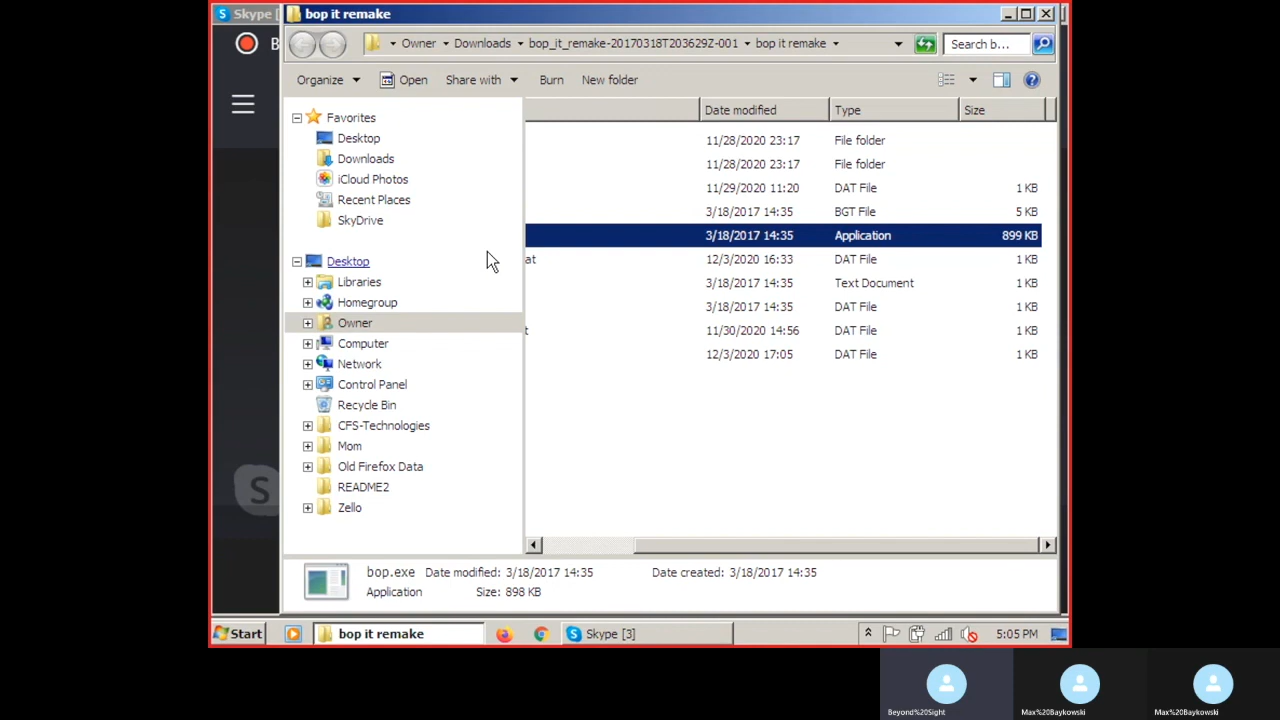 Skype [
bop it remake
B
Owner
Downloads
bop_it_remake-20170318T203629Z-001
bop it remake
Search b...
Organize
Open
Share with
Burn
New folder
Date modified
Type
Size
Favorites
Desktop
Downloads
iCloud Photos
Recent Places
SkyDrive
Desktop
Libraries
Homegroup
Owner
Computer
Network
Control Panel
Recycle Bin
CFS-Technologies
Mom
Old Firefox Data
README2
Zello
11/28/2020 23:17 File folder
11/28/2020 23:17 File folder
11/29/2020 11:20 DAT File 1 KB
3/18/2017 14:35 BGT File 5 KB
3/18/2017 14:35 Application 899 KB
at 12/3/2020 16:33 DAT File 1 KB
3/18/2017 14:35 Text Document 1 KB
3/18/2017 14:35 DAT File 1 KB
t 11/30/2020 14:56 DAT File 1 KB
12/3/2020 17:05 DAT File 1 KB
bop.exe Date modified: 3/18/2017 14:35 Date created: 3/18/2017 14:35
Application Size: 898 KB
Start
bop it remake
Skype [3]
5:05 PM
Beyond%20Sight
Max%20Baykowski
Max%20Baykowski